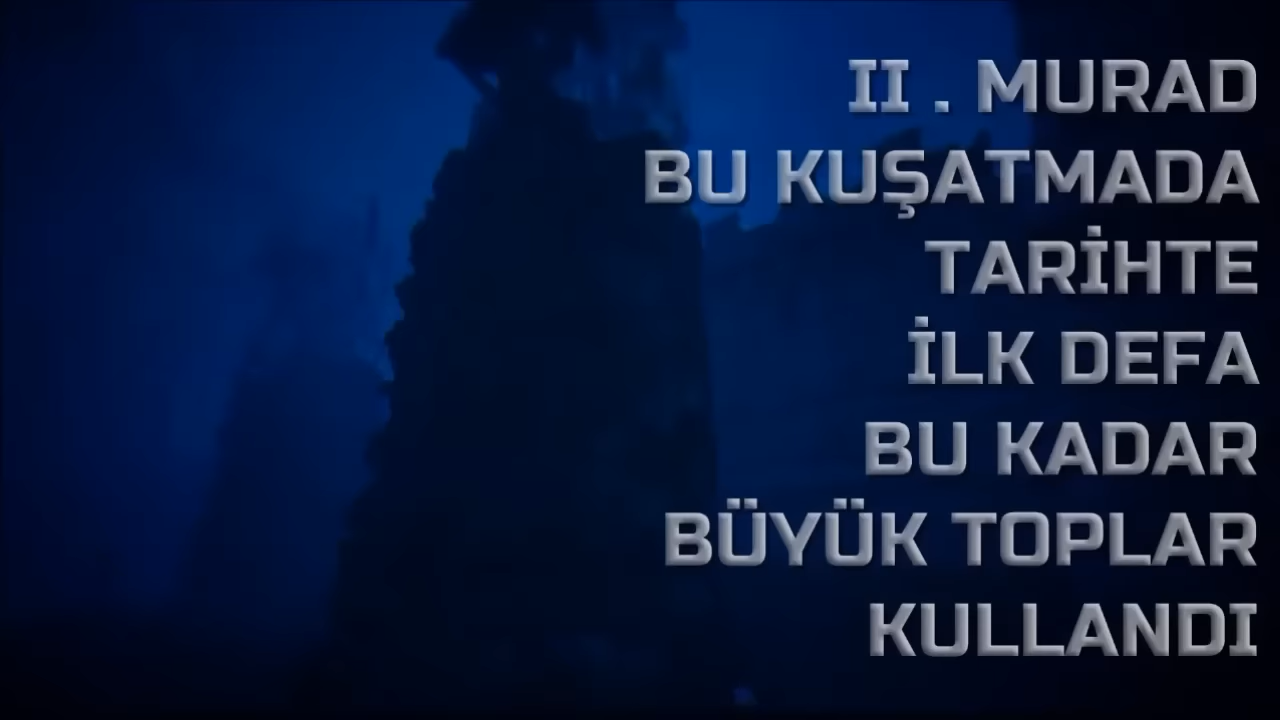 II . MURAD
BU KUŞATMADA
TARİHTE
İLK DEFA
BU KADAR
BÜYÜK TOPLAR
KULLANDI